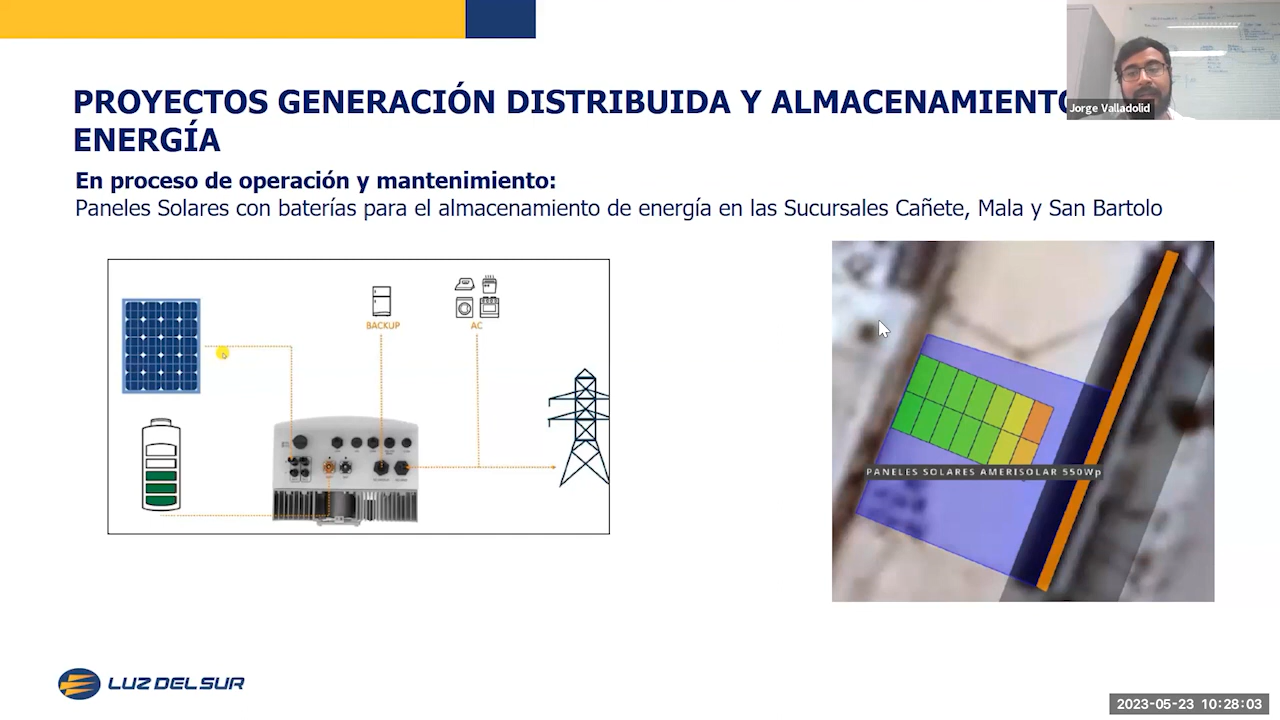 PROYECTOS GENERACIÓN DISTRIBUIDA Y ALMACENAMIENTO
ENERGÍA
Jorge Valladolid
En proceso de operación y mantenimiento:
Paneles Solares con baterías para el almacenamiento de energía en las Sucursales Cañete, Mala y San Bartolo
BACKUP
AC
PANELES SOLARES AMERISOLAR 550Wp
LUZ DEL SUR
2023-05-23 10:28:03